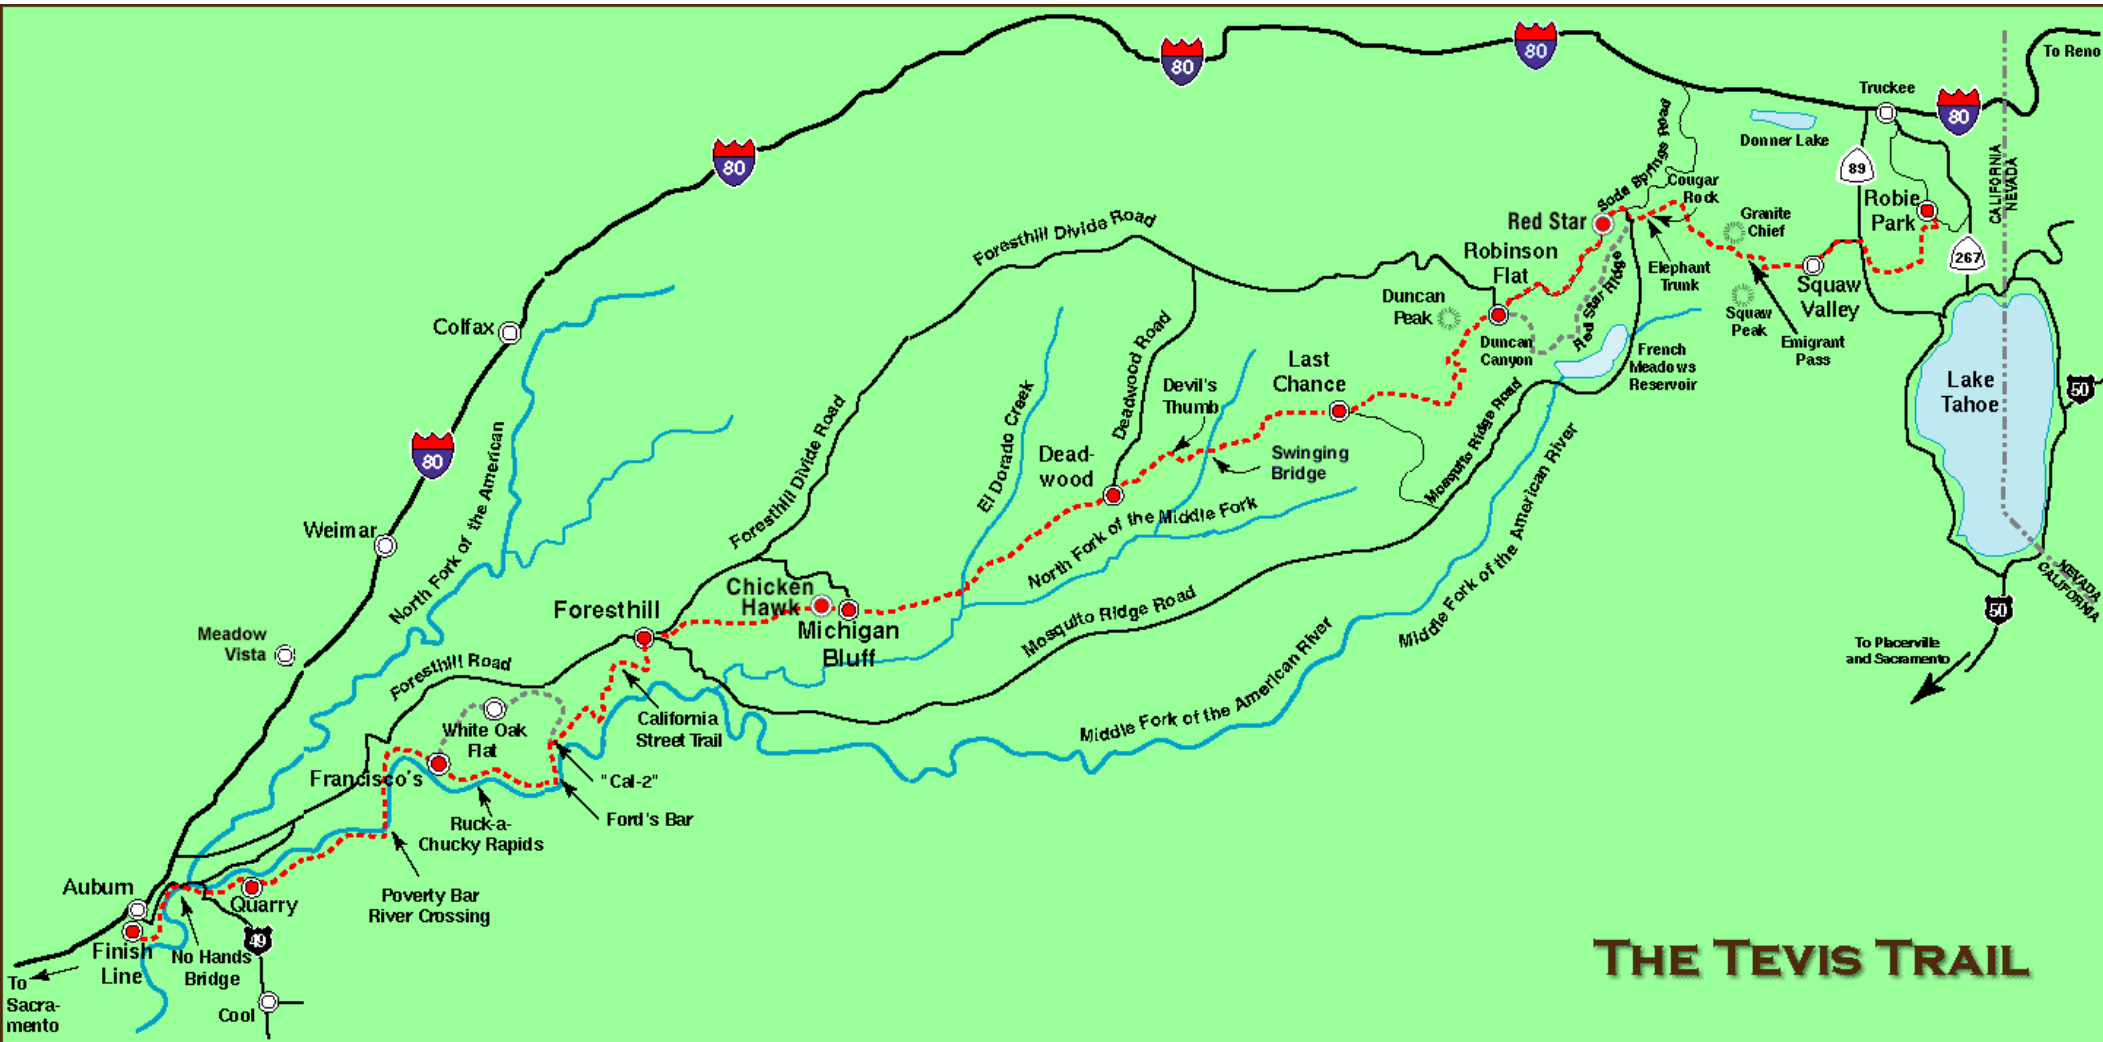 To Reno
80
80
80
80
80
Truckee
Donner Lake
89
CALIFORNIA
NEVADA
Soda Springs Road
Cougar
Rock
Robie
Park
Granite
Chief
Red Star
Foresthill Divide Road
Robinson
Flat
Elephant
Trunk
267
Squaw
Valley
Duncan
Peak
Red Star Ridge
Squaw
Peak
Emigrant
Pass
Colfax
Duncan
Canyon
French
Meadows
Reservoir
Last
Chance
Deadwood Road
Devil's
Thumb
Lake
Tahoe
50
El Dorado Creek
Foresthill Divide Road
Mosquito Ridge Road
North Fork of the American
Dead-
wood
Swinging
Bridge
North Fork of the Middle Fork
Middle Fork of the American River
Weimar
NEVADA
CALIFORNIA
50
Chicken
Hawk
Foresthill
Michigan
Bluff
Mosquito Ridge Road
Meadow
Vista
Foresthill Road
To Placerville
and Sacramento
Middle Fork of the American River
California
Street Trail
White Oak
Flat
Francisco's
"Cal-2"
Ford's Bar
Ruck-a-
Chucky Rapids
Auburn
Quarry
Poverty Bar
River Crossing
49
Finish
Line
No Hands
Bridge
To
Sacra-
mento
Cool
THE TEVIS TRAIL